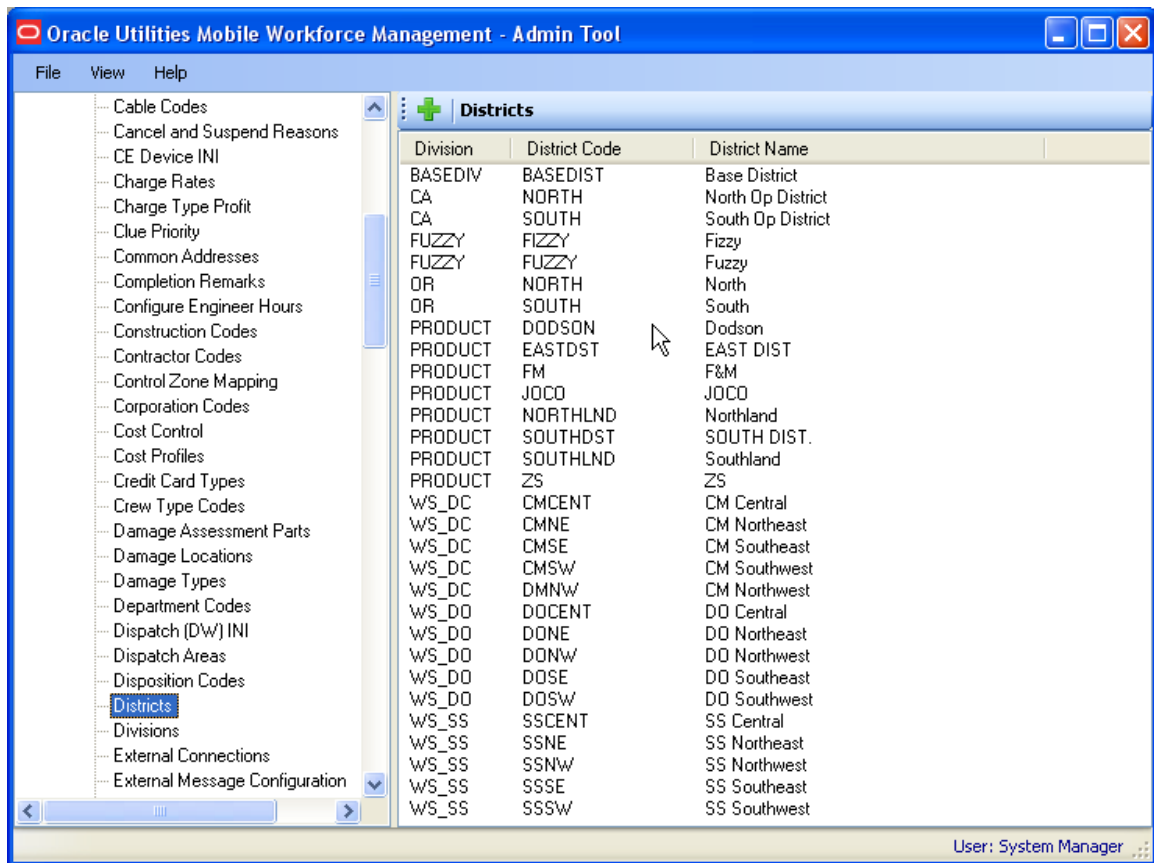 Oracle Utilities Mobile Workforce Management - Admin Tool
File View Help
Cable Codes
Cancel and Suspend Reasons
CE Device INI
Charge Rates
Charge Type Profit
Clue Priority
Common Addresses
Completion Remarks
Configure Engineer Hours
Construction Codes
Contractor Codes
Control Zone Mapping
Corporation Codes
Cost Control
Cost Profiles
Credit Card Types
Crew Type Codes
Damage Assessment Parts
Damage Locations
Damage Types
Department Codes
Dispatch (DW) INI
Dispatch Areas
Disposition Codes
Districts
Divisions
External Connections
External Message Configuration
Districts
Division District Code District Name
BASEDIV BASEDIST Base District
CA NORTH North Op District
CA SOUTH South Op District
FUZZY FIZZY Fizzy
FUZZY FUZZY Fuzzy
OR NORTH North
OR SOUTH South
PRODUCT DODSON Dodson
PRODUCT EASTDST EAST DIST
PRODUCT FM F&M
PRODUCT JOCO JOCO
PRODUCT NORTHLND Northland
PRODUCT SOUTHDST SOUTH DIST.
PRODUCT SOUTHLND Southland
PRODUCT ZS ZS
WS_DC CMCENT CM Central
WS_DC CMNE CM Northeast
WS_DC CMSE CM Southeast
WS_DC CMSW CM Southwest
WS_DC DMNW CM Northwest
WS_DO DOCENT DO Central
WS_DO DONE DO Northeast
WS_DO DONW DO Northwest
WS_DO DOSE DO Southeast
WS_DO DOSW DO Southwest
WS_SS SSCENT SS Central
WS_SS SSNE SS Northeast
WS_SS SSNW SS Northwest
WS_SS SSSE SS Southeast
WS_SS SSSW SS Southwest
User: System Manager